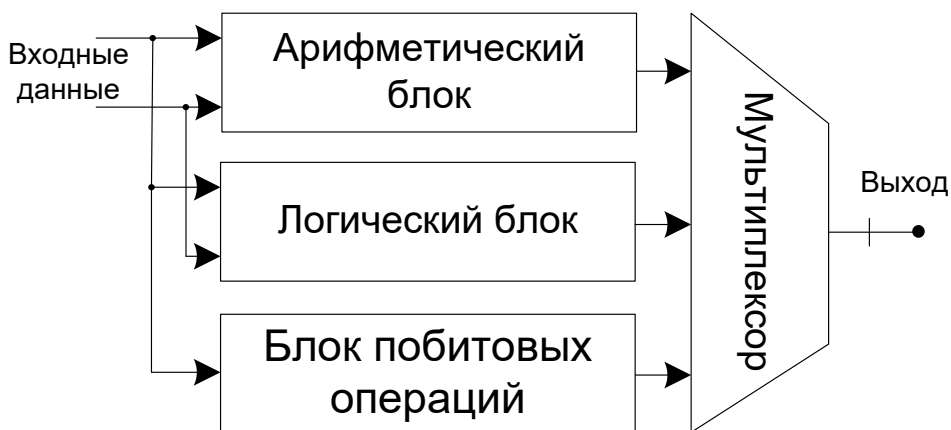 Входные
данные
Арифметический
блок
Логический блок
Блок побитовых
операций
Мультиплексор
Выход